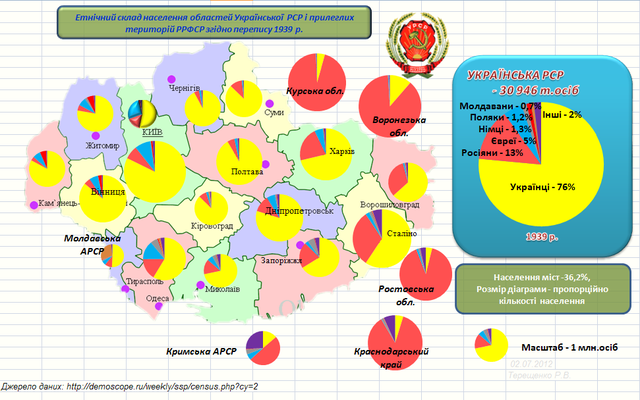 Етнічний склад населення областей Української РСР і прилеглих
територій РРФСР згідно перепису 1939 р.
УКРАЇНСЬКА РСР
- 30 946 т.осіб
Молдавани - 0,7%
Інші - 2%
Поляки - 1,2%
Німці - 1,3%
Євреї - 5%
Росіяни - 13%
Українці - 76%
1939 р.
Чернігів
Суми
Курська обл.
Воронезька
обл.
КИЇВ
Житомир
Харків
Кам`янець
Вінниця
Полтава
Ворошиловград
Кіровоград
Дніпропетровськ
Сталіно
Молдавська
АРСР
Тирасполь
Одеса
Миколаїв
Запоріжжя
Ростовська
обл.
Населення міст -36,2%,
Розмір діаграми - пропорційно
кількості населення
Кримська АРСР
Краснодарський
край
Масштаб - 1 млн.осіб
02.07.2012
Терещенко Р.В.
Джерело даних: http://demoscope.ru/weekly/ssp/census.php?cy=2